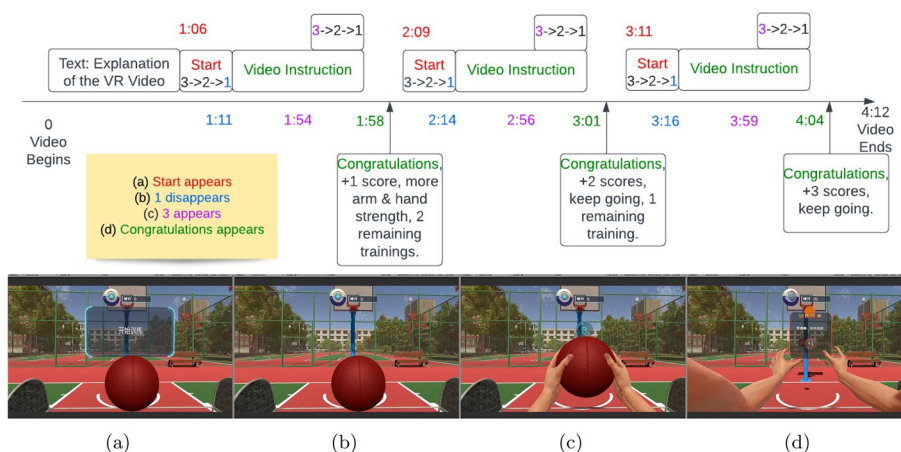 1:06
3->2->1
2:09
3->2->1
3:11
3->2->1
Text: Explanation
of the VR Video
Start
3->2->1
Video Instruction
Start
3->2->1
Video Instruction
Start
3->2->1
Video Instruction
0
Video
Begins
1:11
1:54
1:58
2:14
2:56
3:01
3:16
3:59
4:04
4:12
Video
Ends
(a) Start appears
(b) 1 disappears
(c) 3 appears
(d) Congratulations appears
Congratulations,
+1 score, more
arm & hand
strength, 2
remaining
trainings.
Congratulations,
+2 scores,
keep going, 1
remaining
training.
Congratulations,
+3 scores,
keep going.
开始训练
(a)
(b)
(c)
(d)